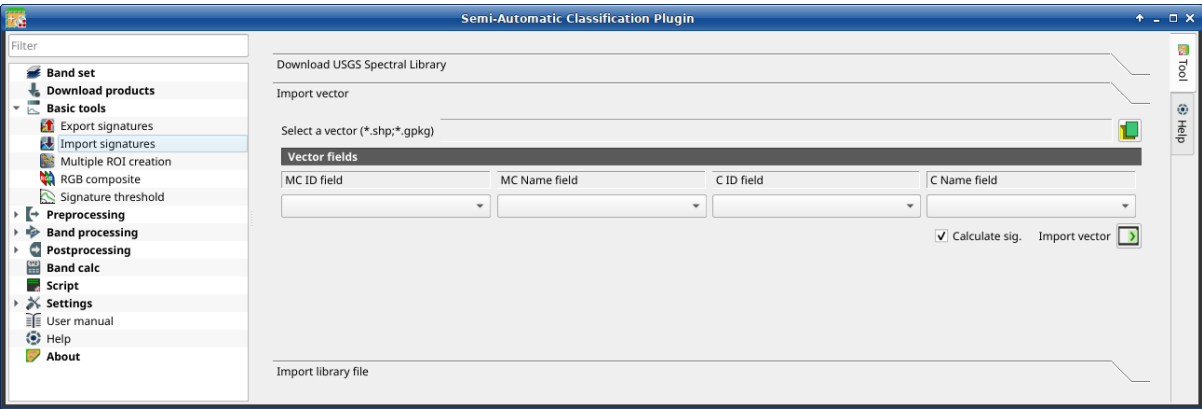 Semi-Automatic Classification Plugin
Filter
Band set
Download products
Basic tools
Export signatures
Import signatures
Multiple ROI creation
RGB composite
Signature threshold
Preprocessing
Band processing
Postprocessing
Band calc
Script
Settings
User manual
Help
About
Download USGS Spectral Library
Import vector
Select a vector (*.shp;*.gpkg)
Vector fields
MC ID field MC Name field C ID field C Name field
Calculate sig. Import vector
Import library file
Tool
Help